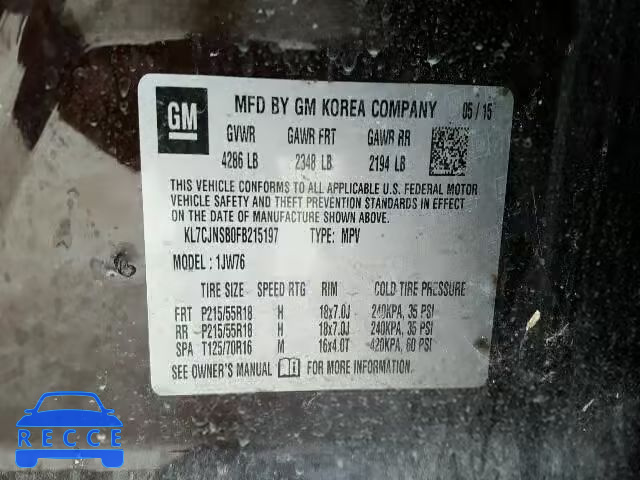 GM
MFD BY GM KOREA COMPANY 05 / 15
GVWR GAWR FRT GAWR RR
4286 LB 2348 LB 2194 LB
THIS VEHICLE CONFORMS TO ALL APPLICABLE U.S. FEDERAL MOTOR
VEHICLE SAFETY AND THEFT PREVENTION STANDARDS IN EFFECT
ON THE DATE OF MANUFACTURE SHOWN ABOVE.
KL7CJNSB0FB215197 TYPE: MPV
MODEL : 1JW76
TIRE SIZE SPEED RTG RIM COLD TIRE PRESSURE
FRT P215/55R18 H 18x7.0J 240KPA, 35 PSI
RR P215/55R18 H 18x7.0J 240KPA, 35 PSI
SPA T125/70R16 M 16x4.0T 420KPA, 60 PSI
SEE OWNER'S MANUAL FOR MORE INFORMATION.
RECCE